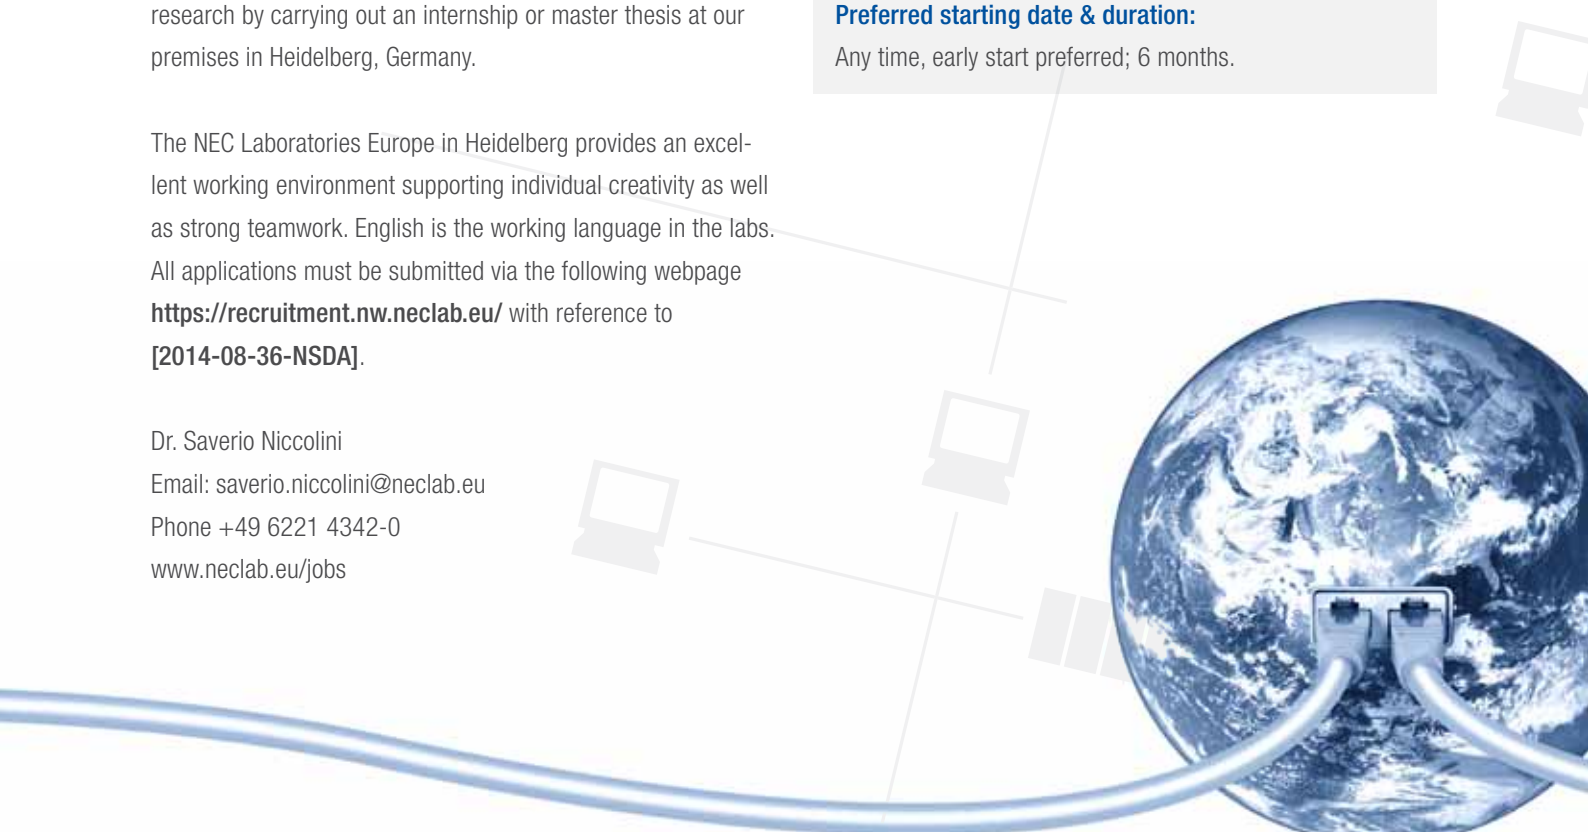 research by carrying out an internship or master thesis at our
premises in Heidelberg, Germany.
The NEC Laboratories Europe in Heidelberg provides an excel-
lent working environment supporting individual creativity as well
as strong teamwork. English is the working language in the labs.
All applications must be submitted via the following webpage
https://recruitment.nw.neclab.eu/ with reference to
[2014-08-36-NSDA].
Dr. Saverio Niccolini
Email: saverio.niccolini@neclab.eu
Phone +49 6221 4342-0
www.neclab.eu/jobs
Preferred starting date & duration:
Any time, early start preferred; 6 months.